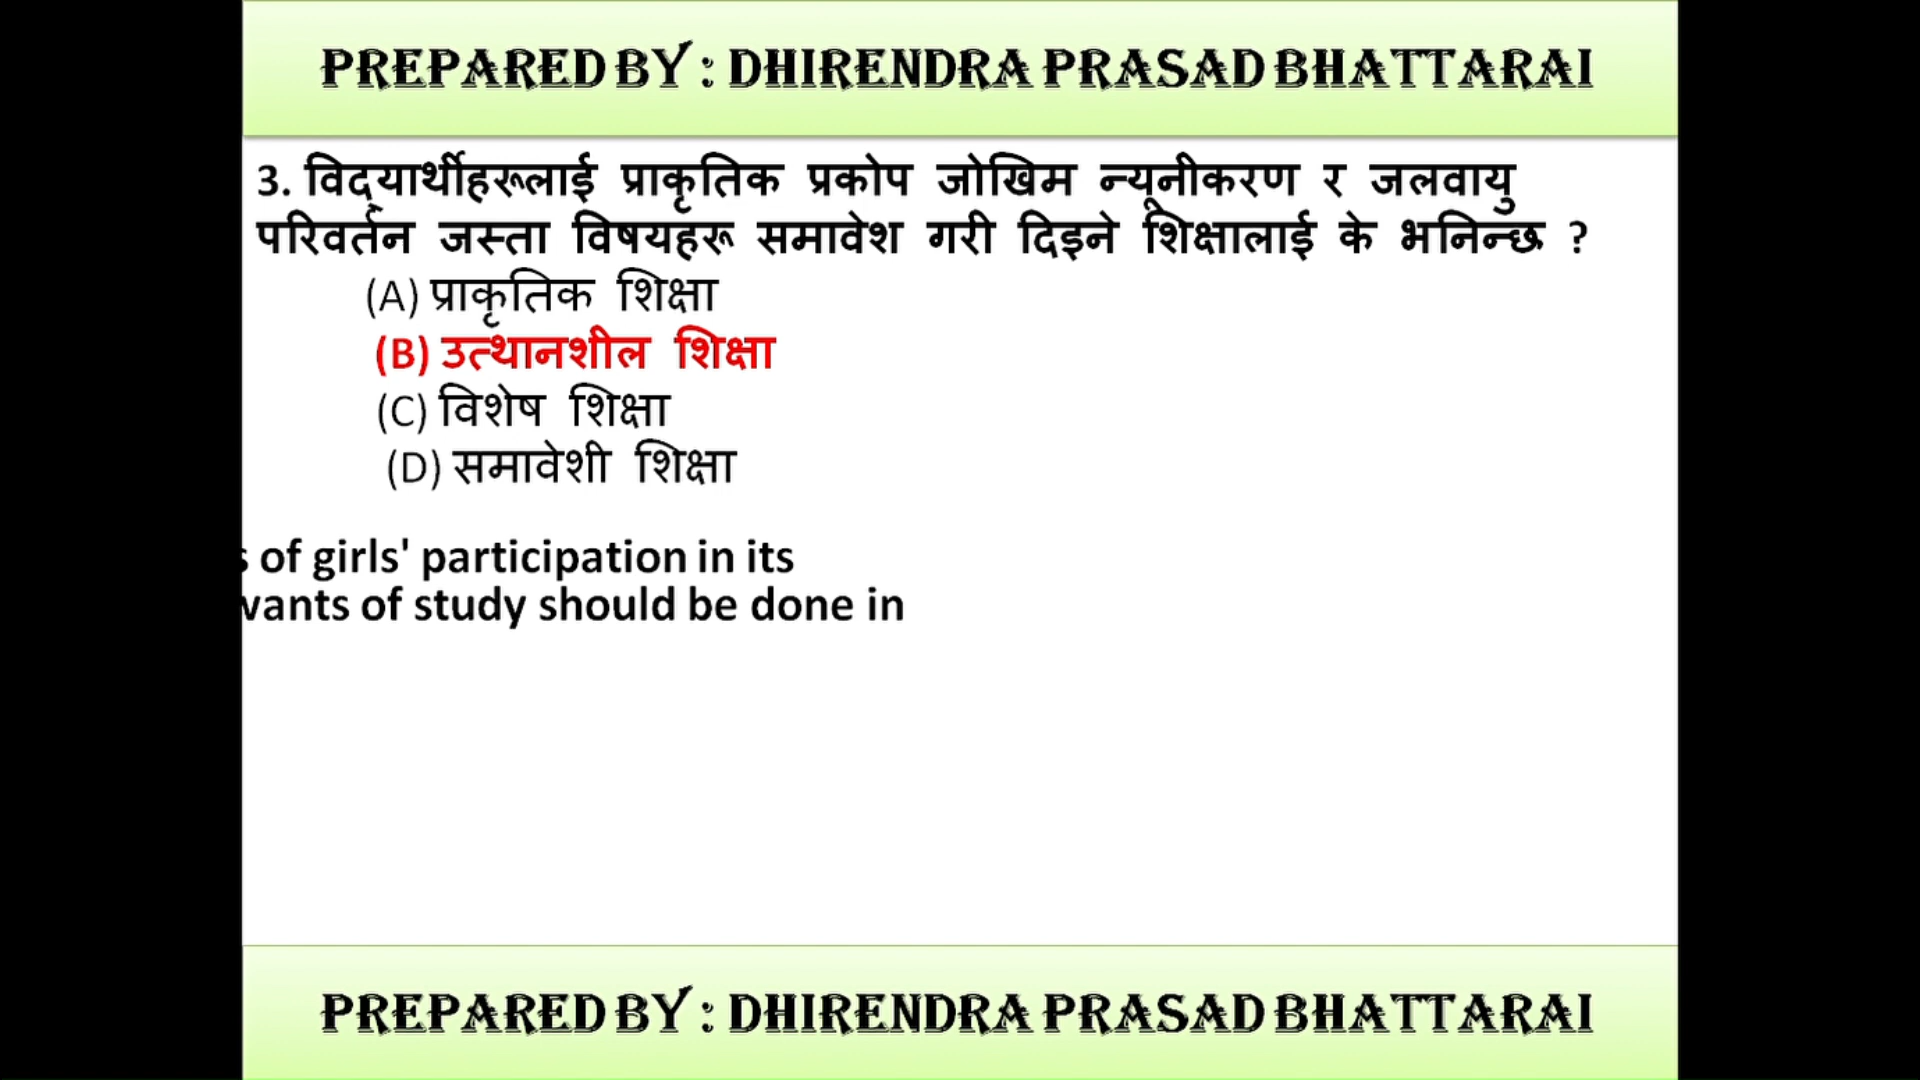 PREPARED BY : DHIRENDRA PRASAD BHATTARAI
3. विद्यार्थीहरूलाई प्राकृतिक प्रकोप जोखिम न्यूनीकरण र जलवायु
परिवर्तन जस्ता विषयहरू समावेश गरी दिइने शिक्षालाई के भनिन्छ ?
(A) प्राकृतिक शिक्षा
(B) उत्थानशील शिक्षा
(C) विशेष शिक्षा
(D) समावेशी शिक्षा
of girls' participation in its
of study should be done in
PREPARED BY : DHIRENDRA PRASAD BHATTARAI